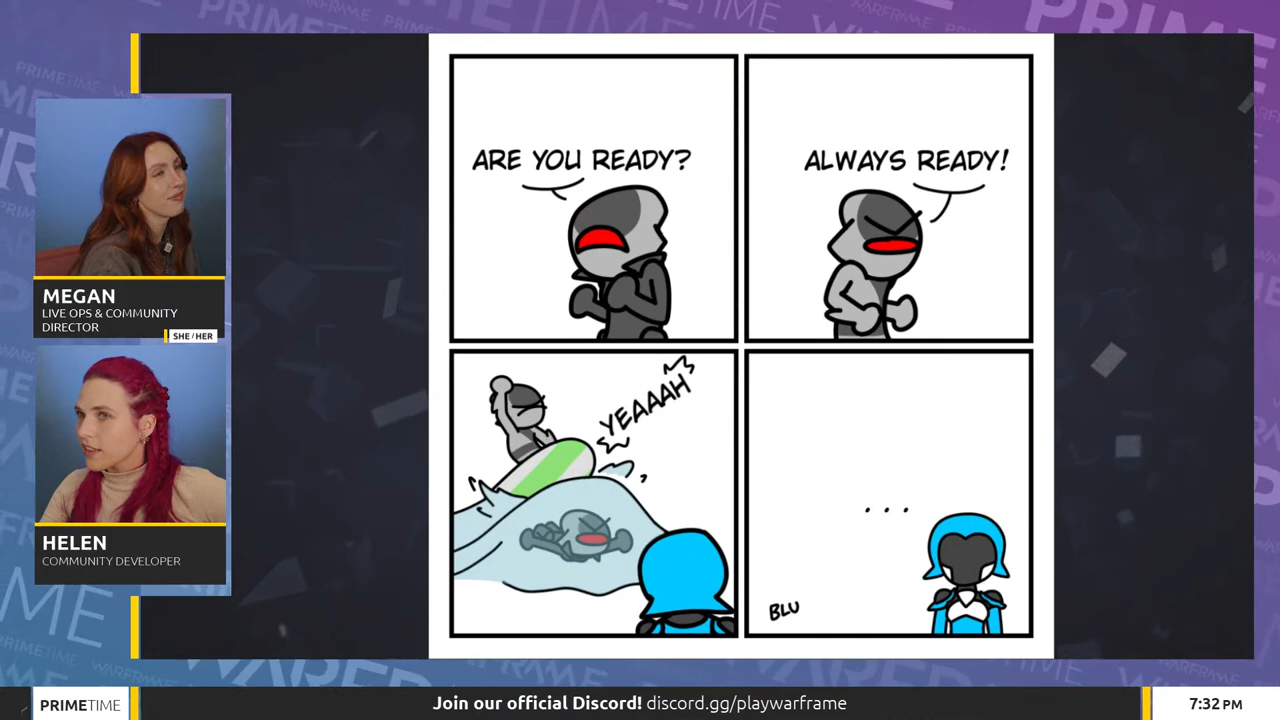 ARE YOU READY?
ALWAYS READY!
YEAAAH
...
BLU
MEGAN
LIVE OPS & COMMUNITY
DIRECTOR
SHE/HER
HELEN
COMMUNITY DEVELOPER
PRIMETIME
Join our official Discord! discord.gg/playwarframe
7:32 PM